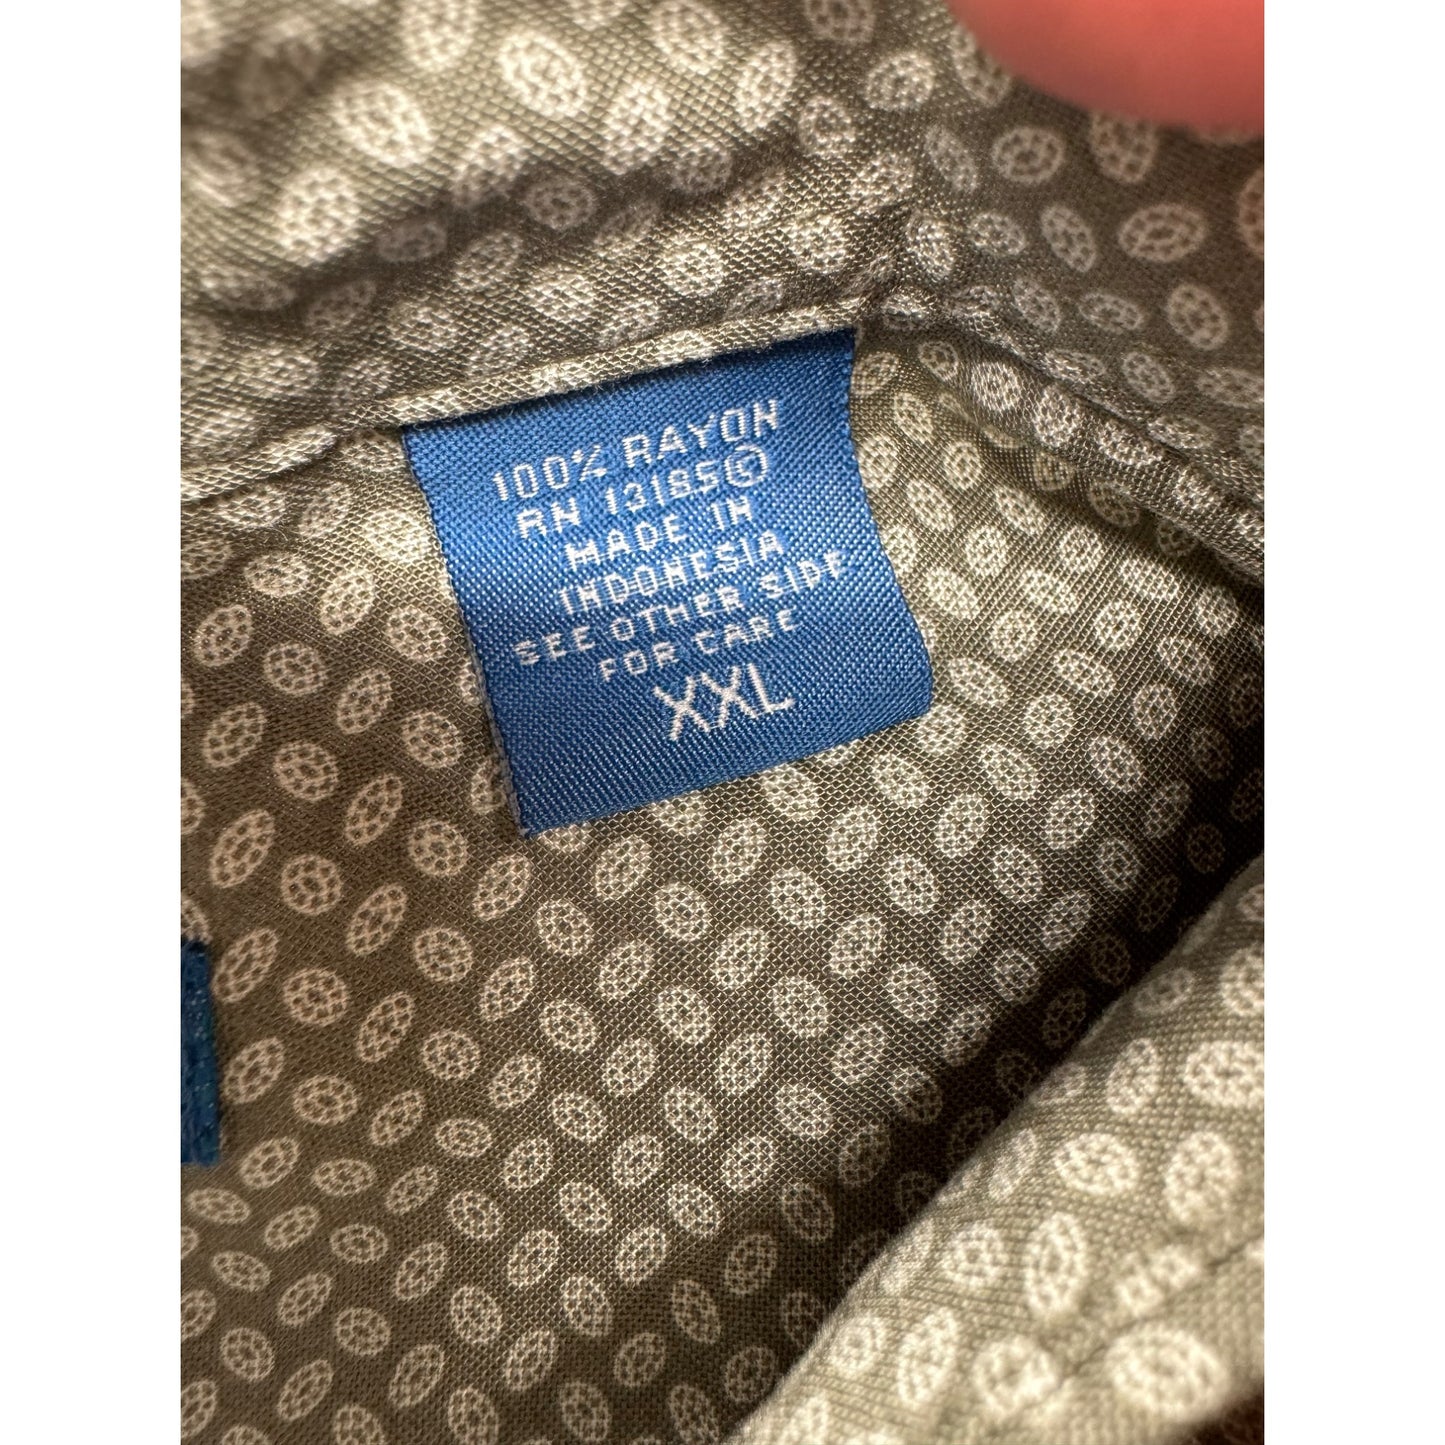 100% RAYON
RN 13185©
MADE IN
INDONESIA
SEE OTHER SIDE
FOR CARE
XXL